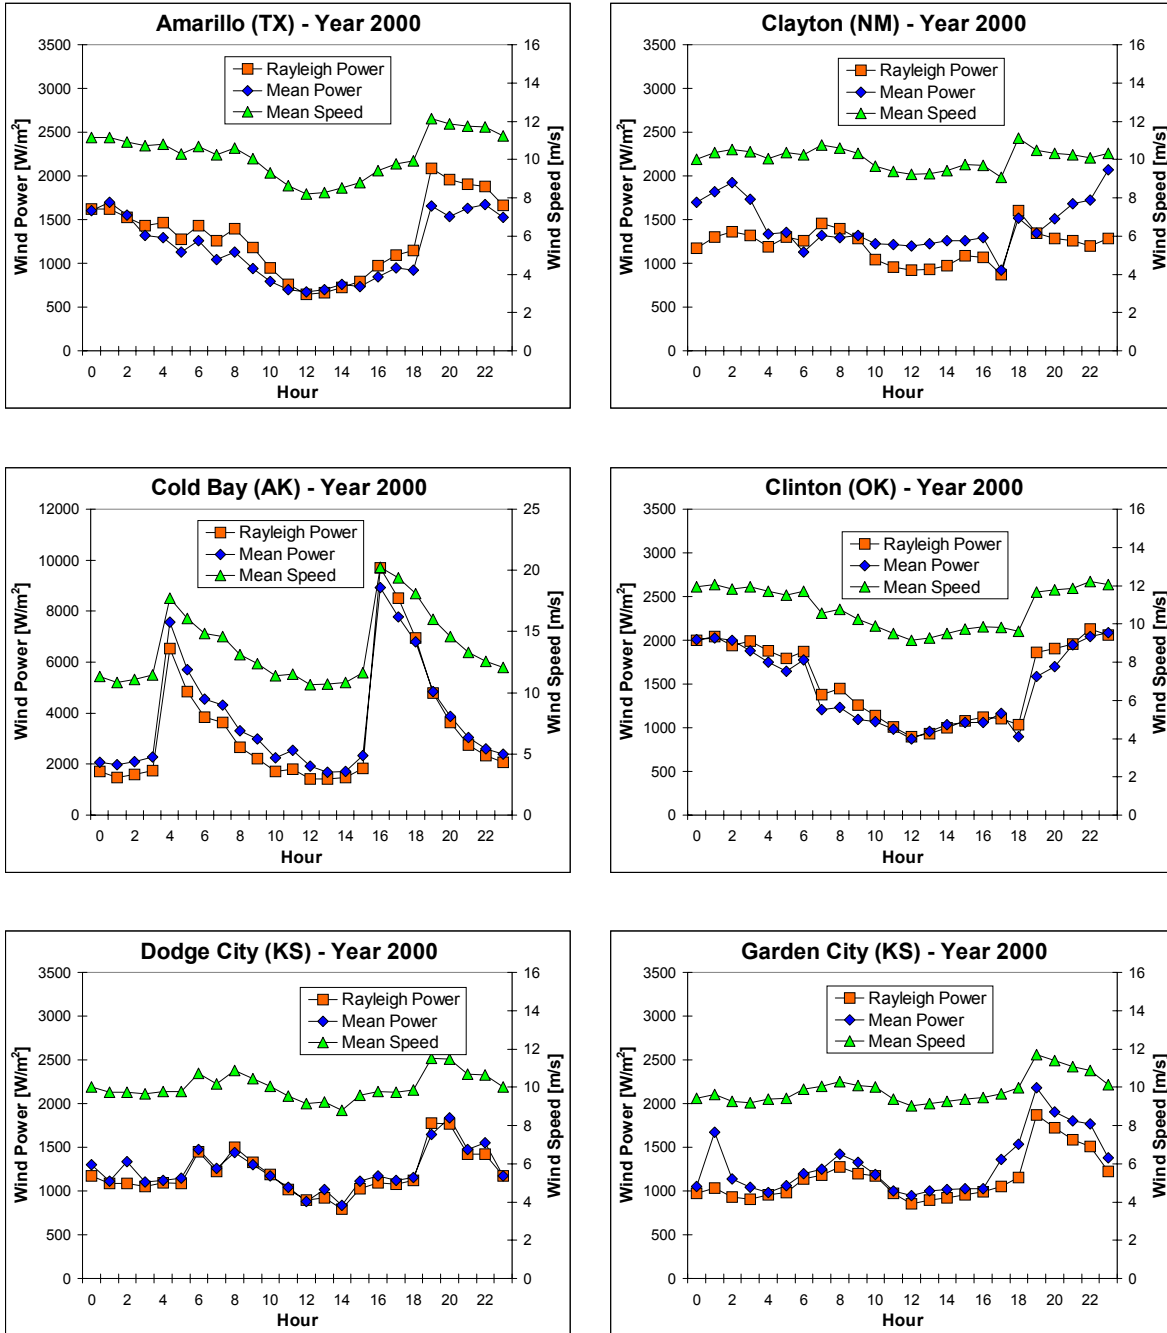 Amarillo (TX) - Year 2000
Wind Power [W/m²]
3500
3000
2500
2000
1500
1000
500
0
Rayleigh Power
Mean Power
Mean Speed
16
14
12
10
8
6
4
2
0
Wind Speed [m/s]
0 2 4 6 8 10 12 14 16 18 20 22
Hour
Clayton (NM) - Year 2000
Wind Power [W/m²]
3500
3000
2500
2000
1500
1000
500
0
Rayleigh Power
Mean Power
Mean Speed
16
14
12
10
8
6
4
2
0
Wind Speed [m/s]
0 2 4 6 8 10 12 14 16 18 20 22
Hour
Cold Bay (AK) - Year 2000
Wind Power [W/m²]
12000
10000
8000
6000
4000
2000
0
Rayleigh Power
Mean Power
Mean Speed
25
20
15
10
5
0
Wind Speed [m/s]
0 2 4 6 8 10 12 14 16 18 20 22
Hour
Clinton (OK) - Year 2000
Wind Power [W/m²]
3500
3000
2500
2000
1500
1000
500
0
Rayleigh Power
Mean Power
Mean Speed
16
14
12
10
8
6
4
2
0
Wind Speed [m/s]
0 2 4 6 8 10 12 14 16 18 20 22
Hour
Dodge City (KS) - Year 2000
Wind Power [W/m²]
3500
3000
2500
2000
1500
1000
500
0
Rayleigh Power
Mean Power
Mean Speed
16
14
12
10
8
6
4
2
0
Wind Speed [m/s]
0 2 4 6 8 10 12 14 16 18 20 22
Hour
Garden City (KS) - Year 2000
Wind Power [W/m²]
3500
3000
2500
2000
1500
1000
500
0
Rayleigh Power
Mean Power
Mean Speed
16
14
12
10
8
6
4
2
0
Wind Speed [m/s]
0 2 4 6 8 10 12 14 16 18 20 22
Hour